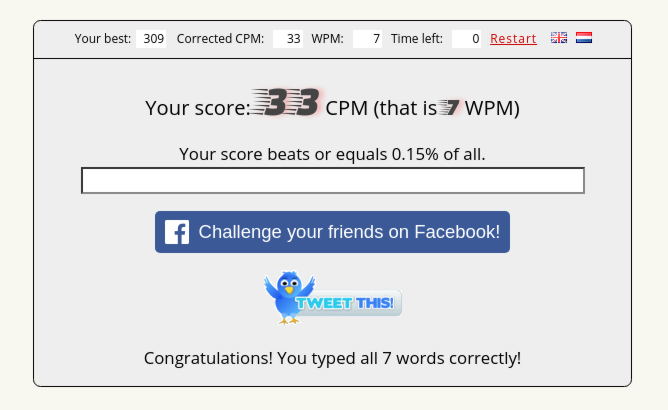 Your best: 309 Corrected CPM: 33 WPM: 7 Time left: 0 Restart
Your score: 33 CPM (that is 7 WPM)
Your score beats or equals 0.15% of all.
Challenge your friends on Facebook!
TWEET THIS!
Congratulations! You typed all 7 words correctly!